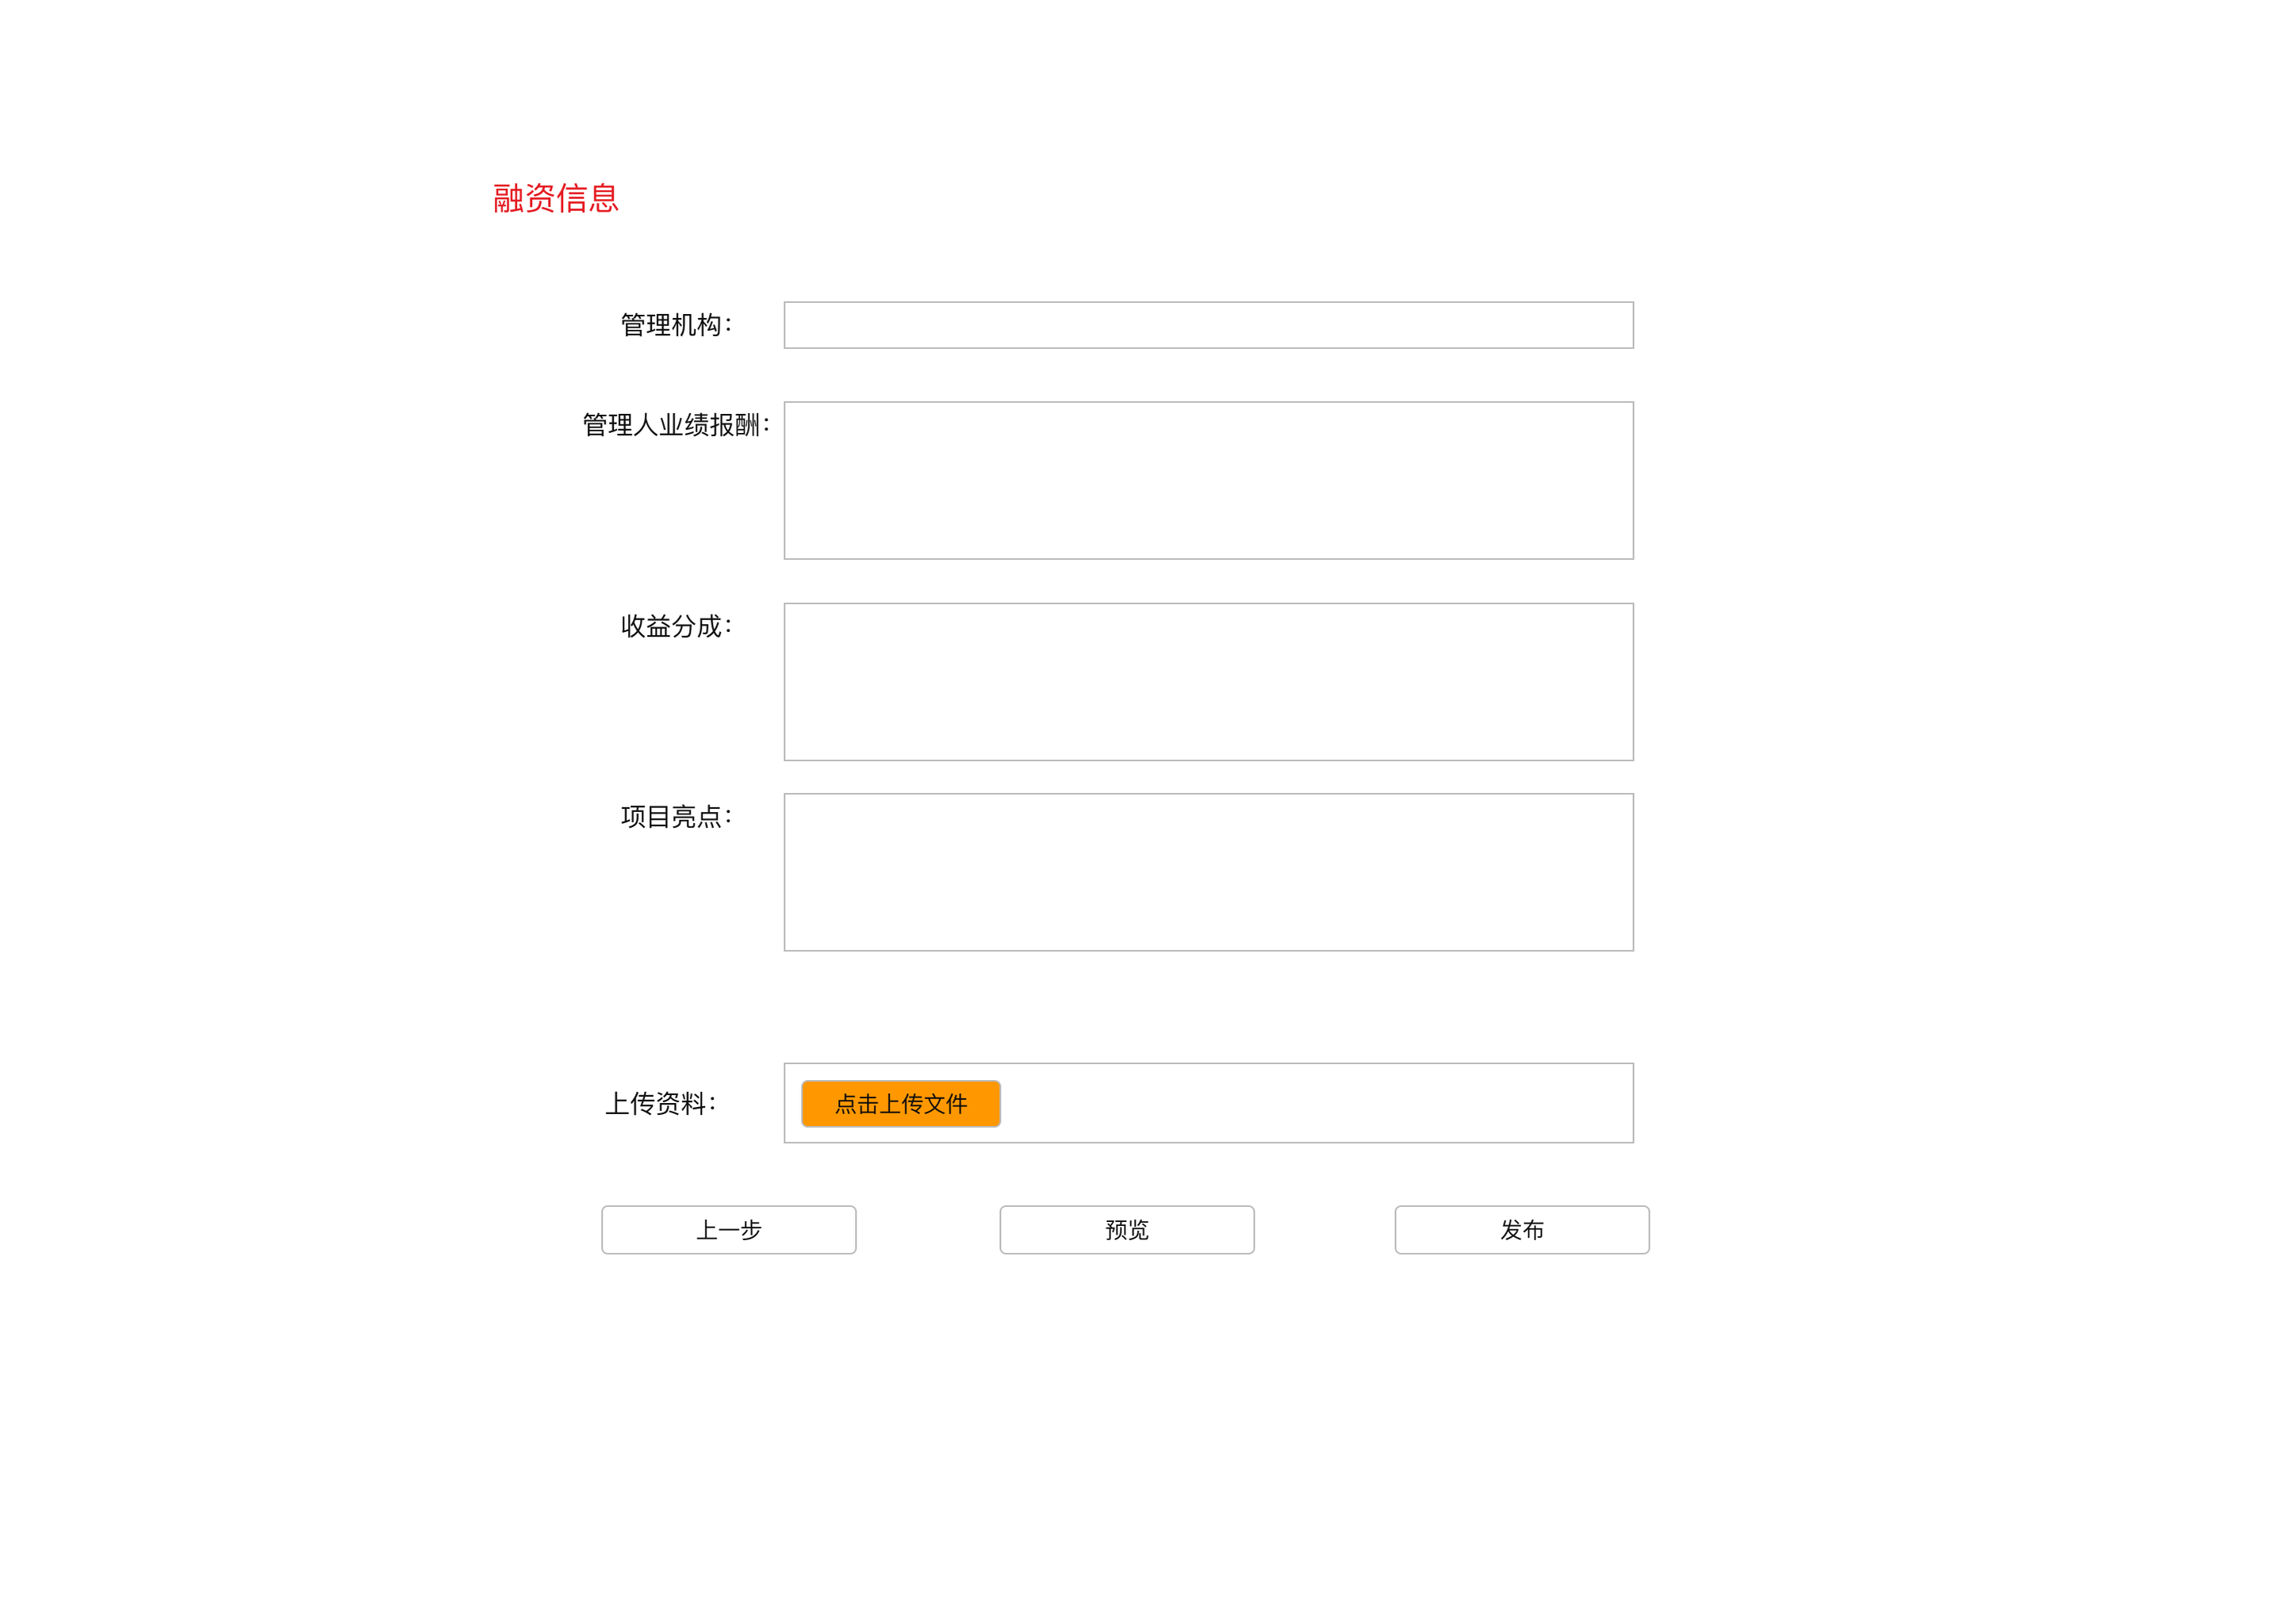 融资信息
管理机构：
管理人业绩报酬：
收益分成：
项目亮点：
上传资料：
点击上传文件
上一步
预览
发布